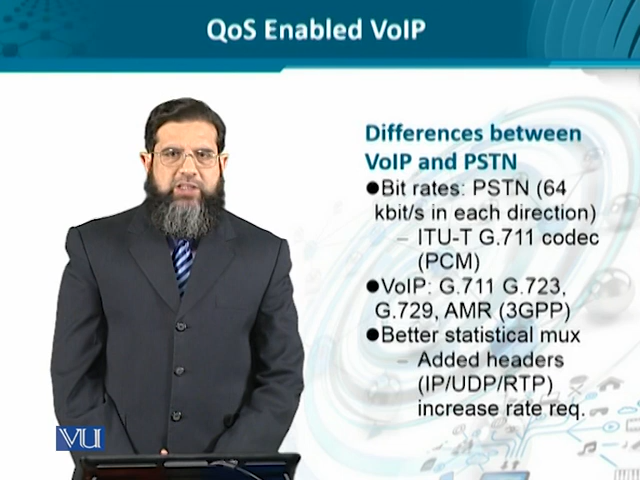 QoS Enabled VoIP
Differences between
VoIP and PSTN
●Bit rates: PSTN (64
kbit/s in each direction)
– ITU-T G.711 codec
(PCM)
●VoIP: G.711 G.723,
G.729, AMR (3GPP)
●Better statistical mux
– Added headers
(IP/UDP/RTP)
increase rate req.
VU